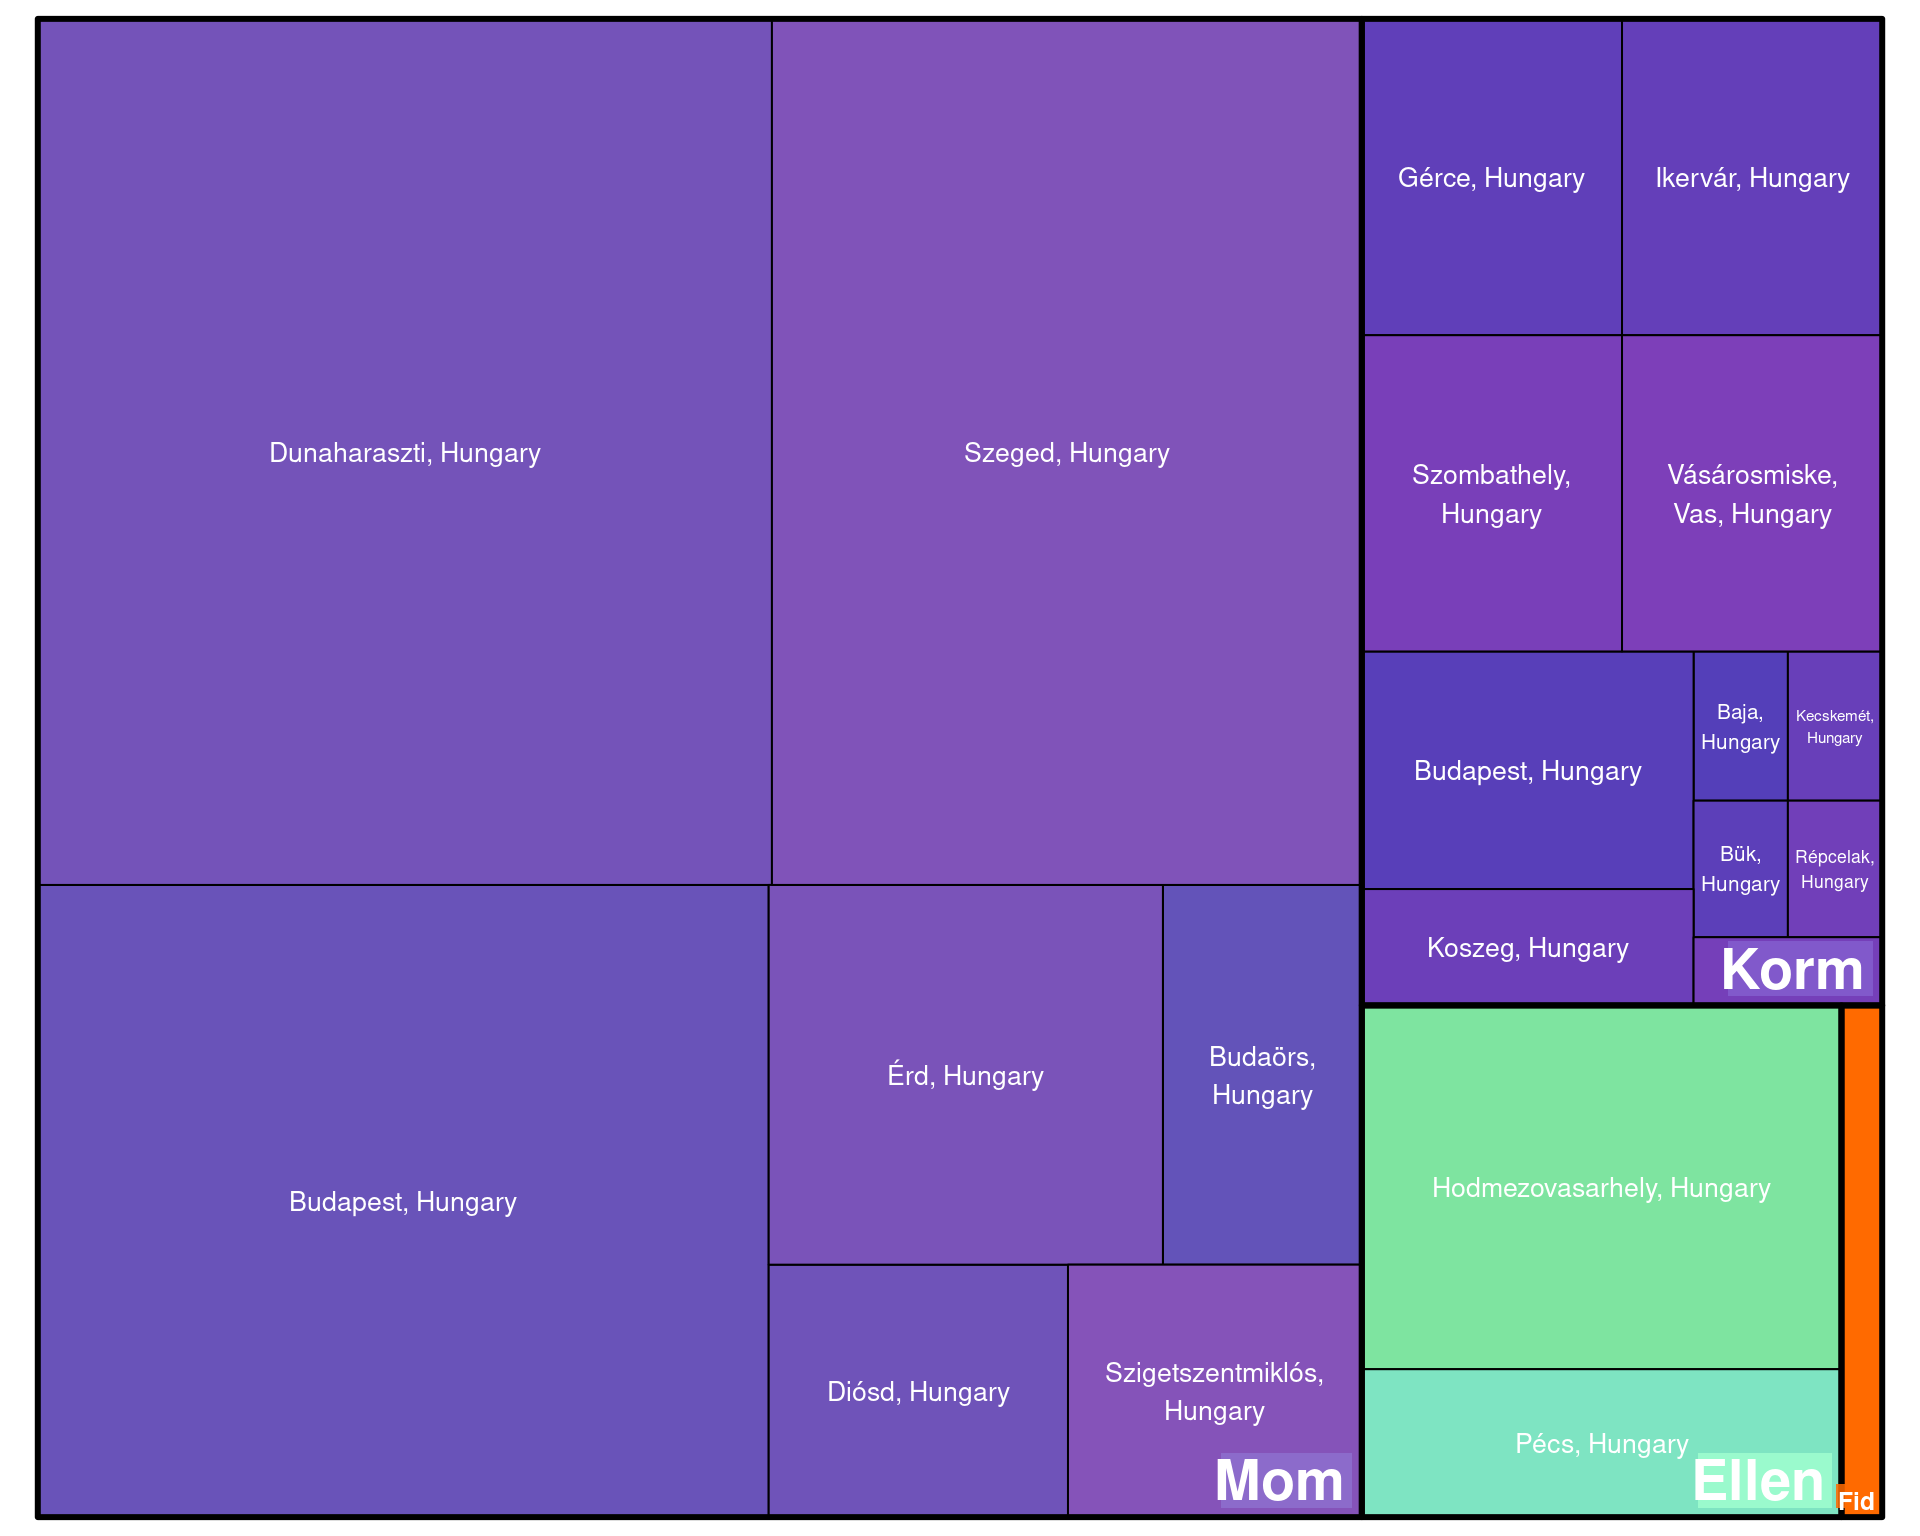 Dunaharaszti, Hungary
Szeged, Hungary
Budapest, Hungary
Érd, Hungary
Budaörs,
Hungary
Diósd, Hungary
Szigetszentmiklós,
Hungary
Mom
Gérce, Hungary
Ikervár, Hungary
Szombathely,
Hungary
Vásárosmiske,
Vas, Hungary
Budapest, Hungary
Baja,
Hungary
Kecskemét,
Hungary
Bük,
Hungary
Répcelak,
Hungary
Koszeg, Hungary
Korm
Hodmezovasarhely, Hungary
Pécs, Hungary
Ellen
Fid